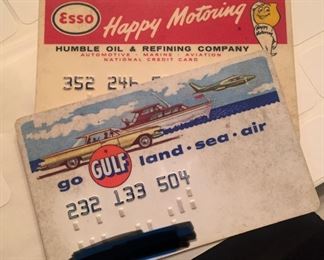 Esso Happy Motoring
HUMBLE OIL & REFINING COMPANY
AUTOMOTIVE · MARINE · AVIATION
NATIONAL CREDIT CARD
352 246
go GULF land · sea · air
232 133 504